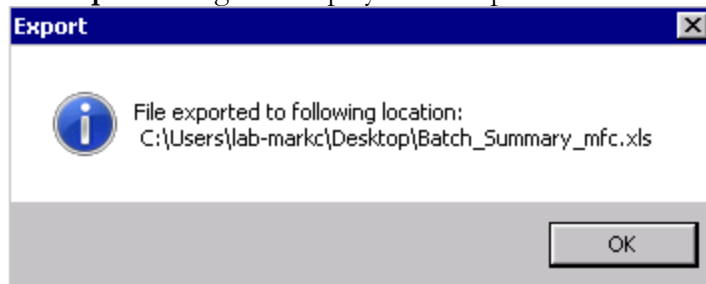 Export
File exported to following location:
C:\Users\lab-markc\Desktop\Batch_Summary_mfc.xls
OK